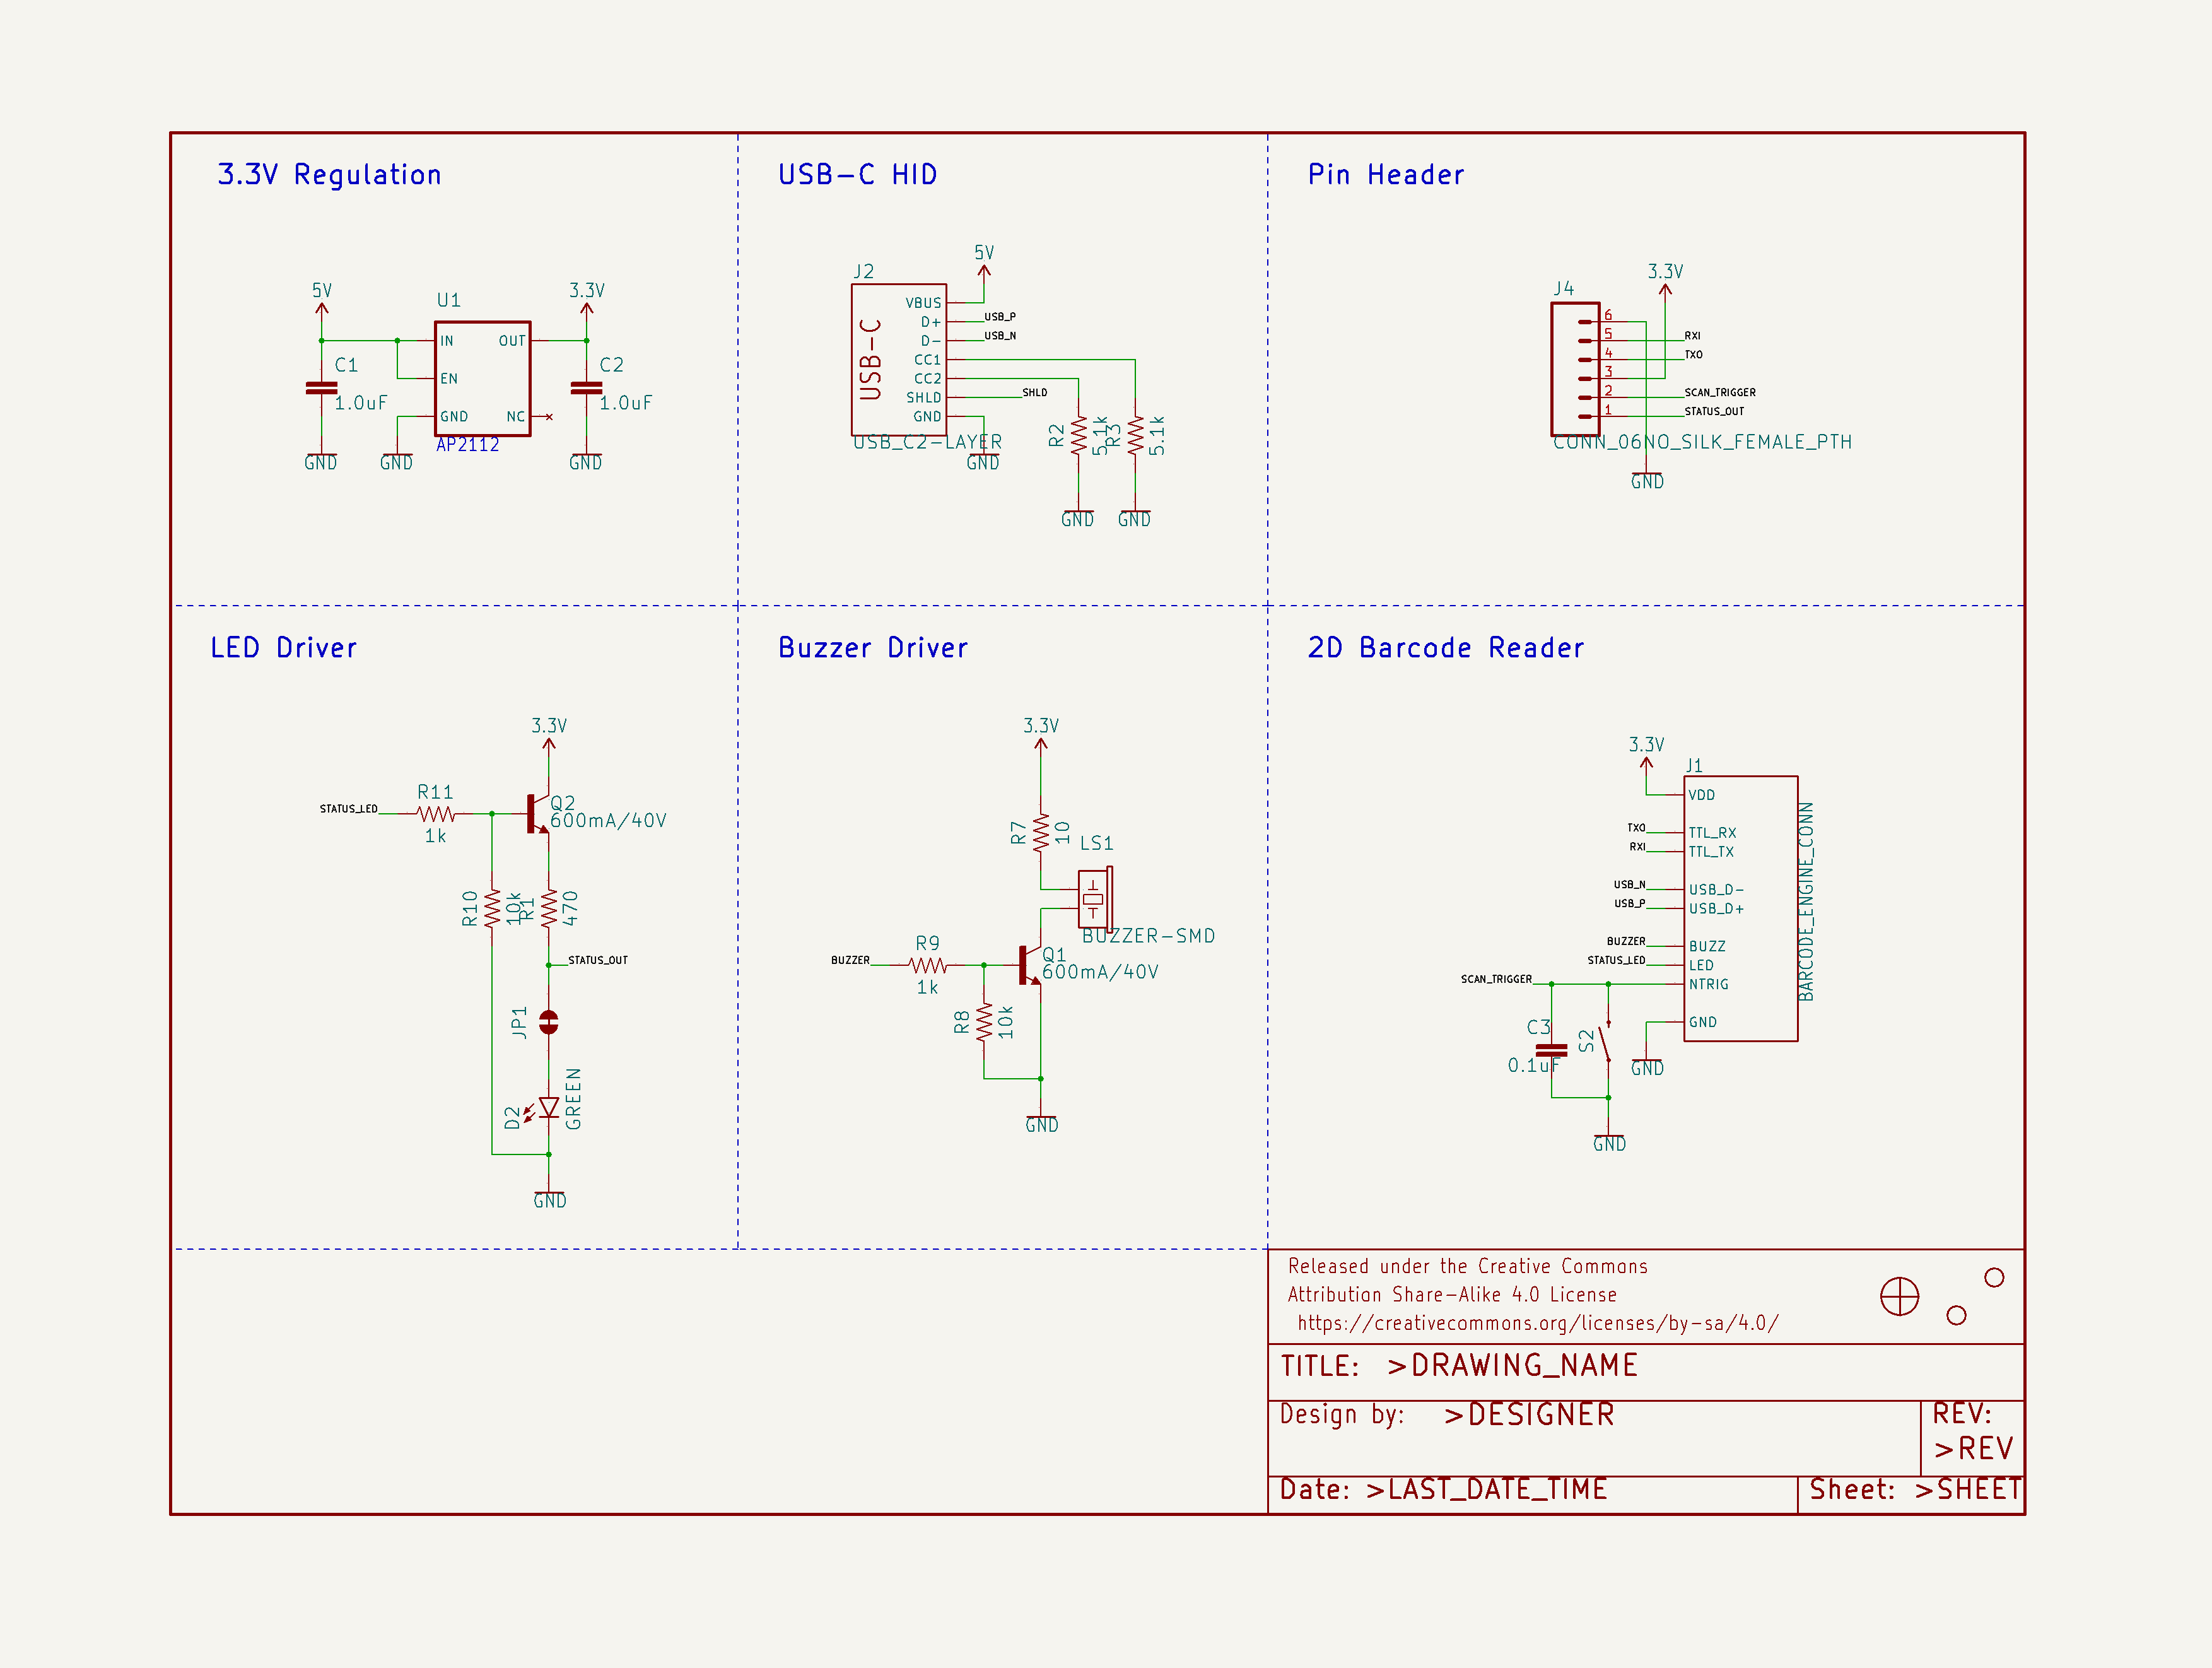 3.3V Regulation
5V
U1
3.3V
IN
OUT
C1
EN
C2
1.0uF
GND
NC
1.0uF
AP2112
GND
GND
GND
USB-C HID
5V
J2
USB-C
VBUS
D+
USB_P
D-
USB_N
CC1
CC2
SHLD
SHLD
GND
USB_C2-LAYER
R2
5.1k
R3
5.1k
GND
GND
GND
Pin Header
3.3V
J4
6
5
RXI
4
TXO
3
2
SCAN_TRIGGER
1
STATUS_OUT
CONN_06NO_SILK_FEMALE_PTH
GND
LED Driver
3.3V
R11
STATUS_LED
1k
Q2
600mA/40V
R10
10k
R1
470
STATUS_OUT
JP1
D2
GREEN
GND
Buzzer Driver
3.3V
R7
10
LS1
BUZZER-SMD
BUZZER
R9
1k
Q1
600mA/40V
R8
10k
GND
2D Barcode Reader
3.3V
J1
VDD
TXO
TTL_RX
RXI
TTL_TX
USB_N
USB_D-
USB_P
USB_D+
BUZZER
BUZZ
STATUS_LED
LED
SCAN_TRIGGER
NTRIG
GND
BARCODE_ENGINE_CONN
C3
0.1uF
S2
GND
GND
Released under the Creative Commons
Attribution Share-Alike 4.0 License
https://creativecommons.org/licenses/by-sa/4.0/
TITLE: >DRAWING_NAME
Design by: >DESIGNER
REV:
>REV
Date: >LAST_DATE_TIME
Sheet: >SHEET